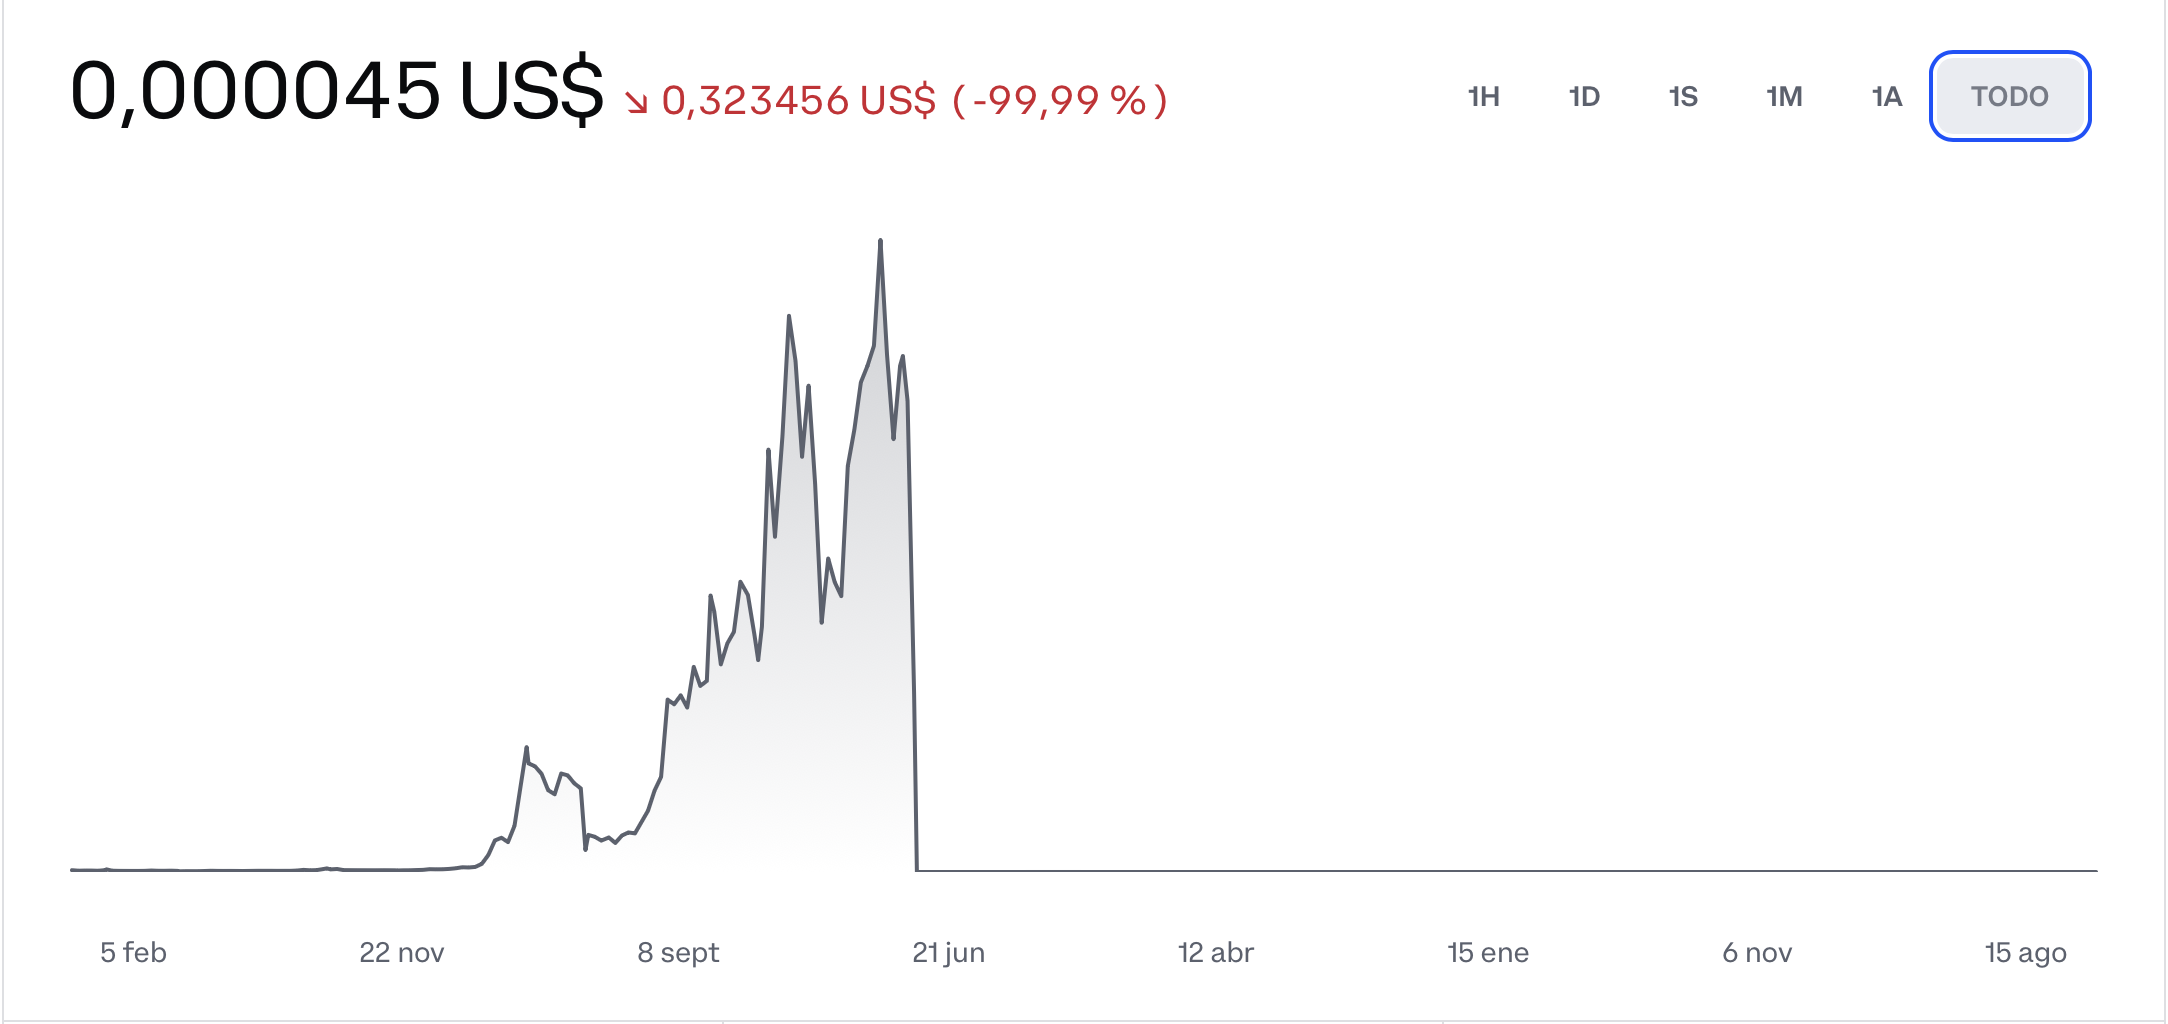 0,000045 US$ ↘ 0,323456 US$ (-99,99 %)
1H 1D 1S 1M 1A TODO
5 feb 22 nov 8 sept 21 jun 12 abr 15 ene 6 nov 15 ago